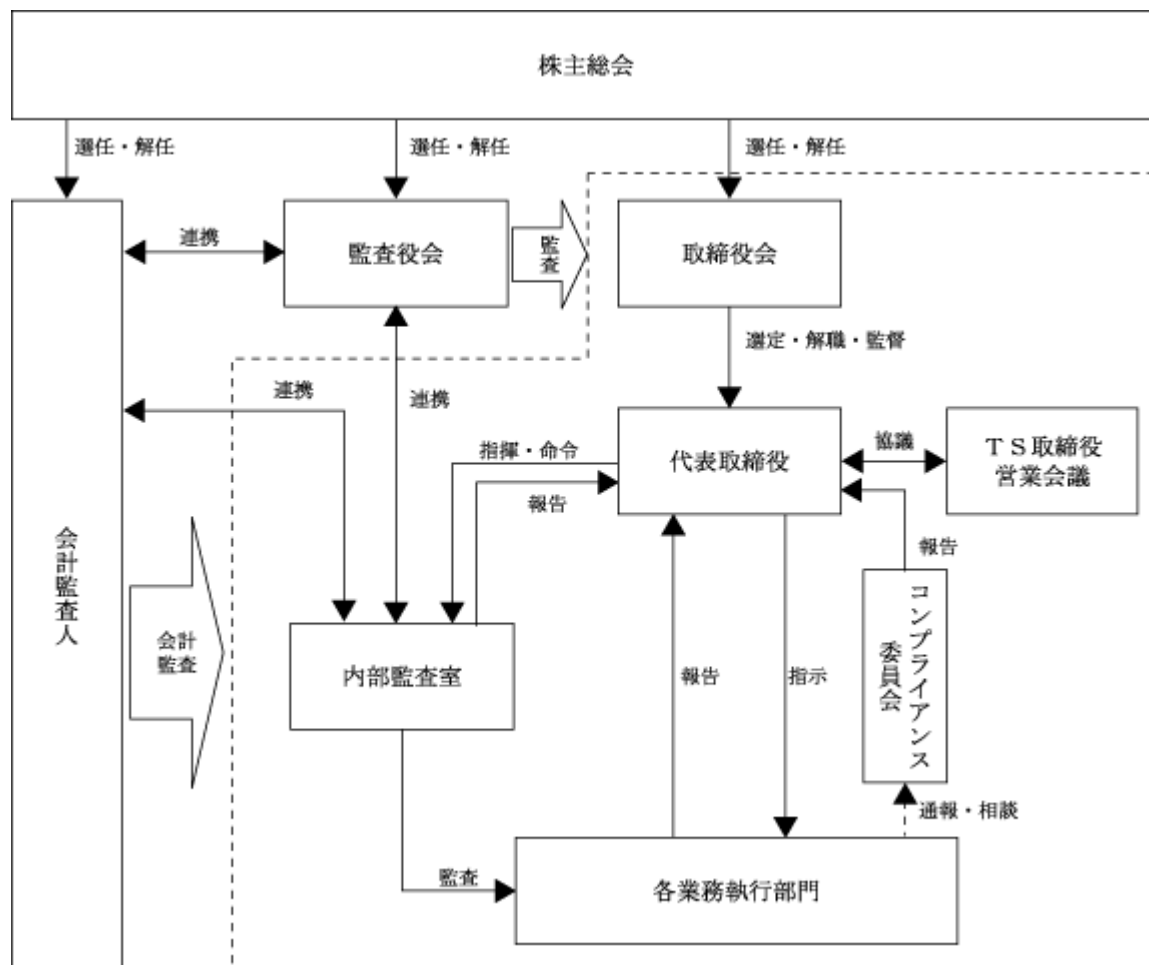 株主総会
選任・解任
選任・解任
選任・解任
連携
監査役会
監査
取締役会
選定・解職・監督
連携
連携
指揮・命令
報告
代表取締役
協議
ＴＳ取締役
営業会議
報告
会計監査人
会計
監査
内部監査室
報告
指示
コンプライアンス
委員会
通報・相談
監査
各業務執行部門